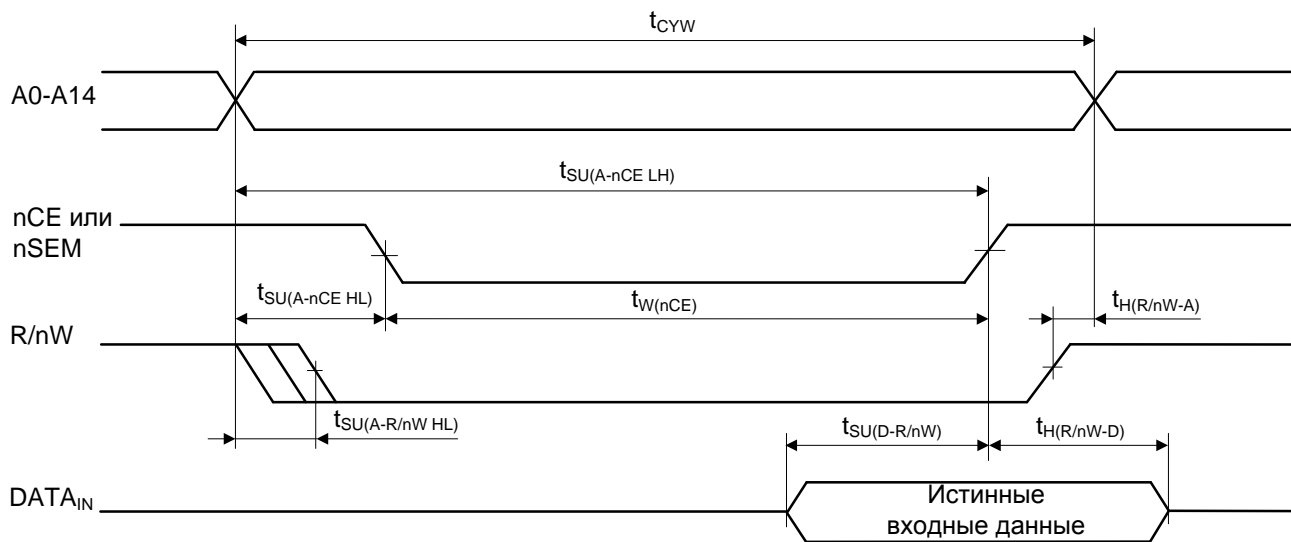 tCYW
A0-A14
tSU(A-nCE LH)
nCE или
nSEM
tSU(A-nCE HL)
tW(nCE)
tH(R/nW-A)
R/nW
tSU(A-R/nW HL)
tSU(D-R/nW)
tH(R/nW-D)
DATAIN
Истинные
входные данные